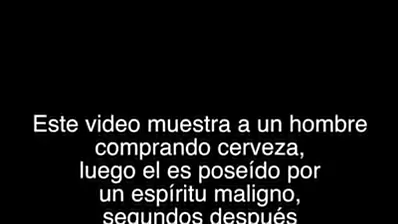 Este video muestra a un hombre
comprando cerveza,
luego el es poseído por
un espíritu maligno,
segundos después